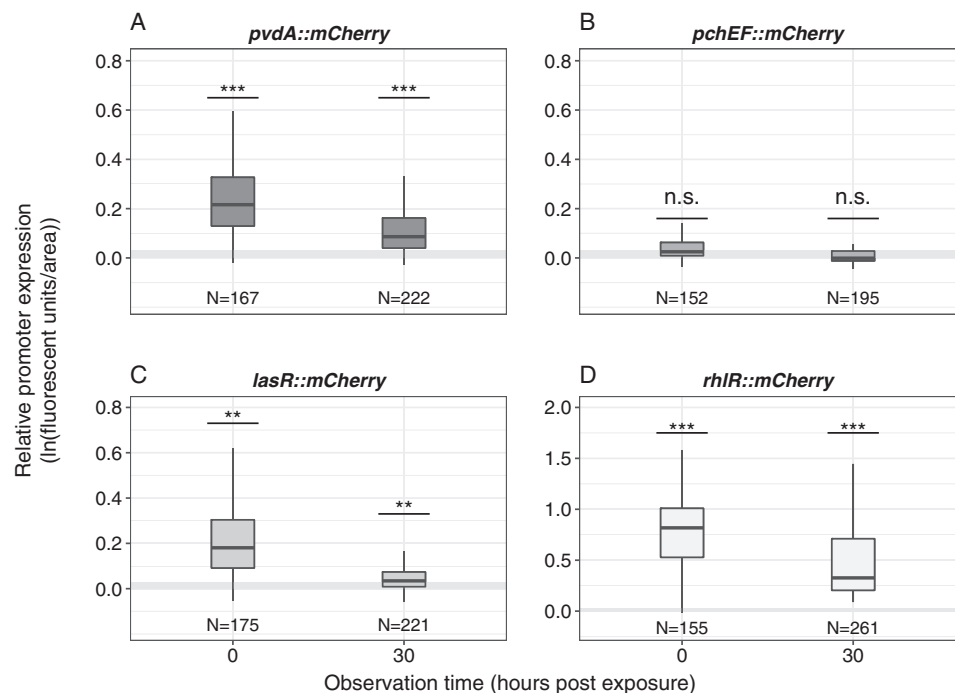 A
pvdA::mCherry
0.8
0.6
0.4
0.2
0.0
***
***
N=167
N=222
B
pchEF::mCherry
0.8
0.6
0.4
0.2
0.0
n.s.
n.s.
N=152
N=195
Relative promoter expression
(ln(fluorescent units/area))
C
lasR::mCherry
0.8
0.6
0.4
0.2
0.0
**
**
N=175
N=221
0
30
D
rhlR::mCherry
2.0
1.5
1.0
0.5
0.0
***
***
N=155
N=261
0
30
Observation time (hours post exposure)